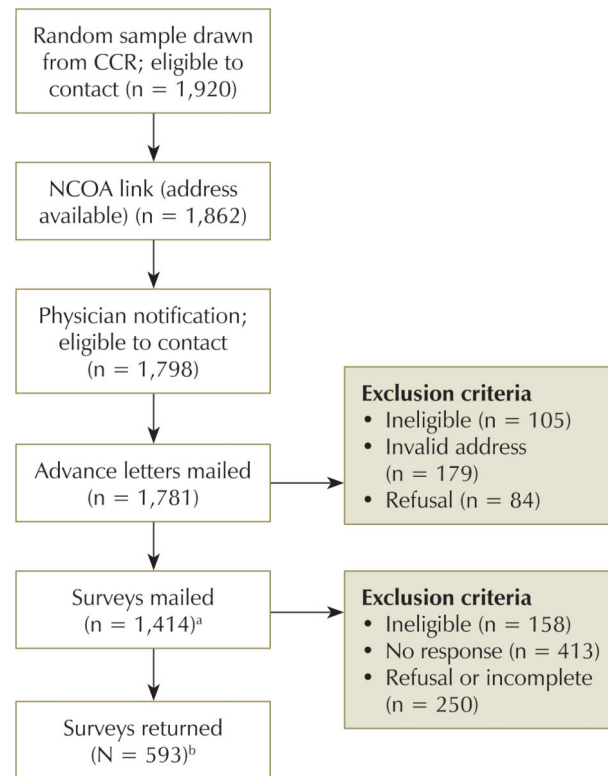 Random sample drawn
from CCR; eligible to
contact (n = 1,920)
NCOA link (address
available) (n = 1,862)
Physician notification;
eligible to contact
(n = 1,798)
Advance letters mailed
(n = 1,781)
Exclusion criteria
• Ineligible (n = 105)
• Invalid address
(n = 179)
• Refusal (n = 84)
Surveys mailed
(n = 1,414)ᵃ
Exclusion criteria
• Ineligible (n = 158)
• No response (n = 413)
• Refusal or incomplete
(n = 250)
Surveys returned
(N = 593)ᵇ